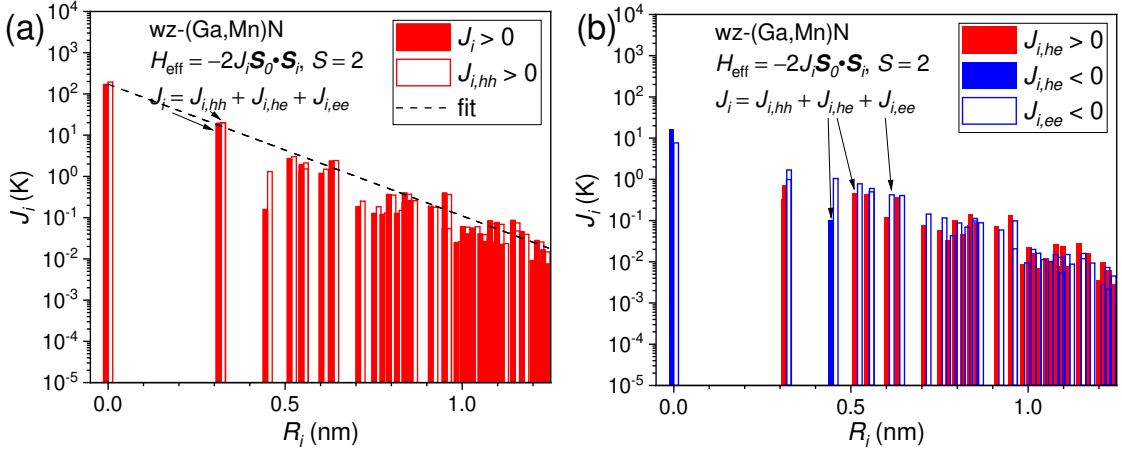 (a)
wz-(Ga,Mn)N
H_eff = −2J_i S_0•S_i, S = 2
J_i = J_i,hh + J_i,he + J_i,ee
J_i > 0
J_i,hh > 0
fit
10^4
10^3
10^2
10^1
10^0
10^-1
10^-2
10^-3
10^-4
10^-5
J_i (K)
0.0 0.5 1.0
R_i (nm)
(b)
wz-(Ga,Mn)N
H_eff = −2J_i S_0•S_i, S = 2
J_i = J_i,hh + J_i,he + J_i,ee
J_i,he > 0
J_i,he < 0
J_i,ee < 0
10^4
10^3
10^2
10^1
10^0
10^-1
10^-2
10^-3
10^-4
10^-5
J_i (K)
0.0 0.5 1.0
R_i (nm)